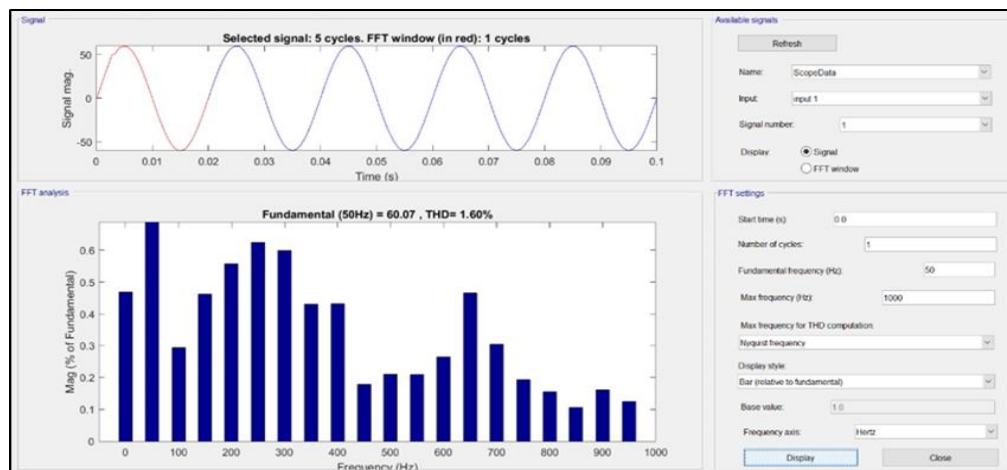 Signal
Selected signal: 5 cycles. FFT window (in red): 1 cycles
Signal mag.
50
0
-50
0 0.01 0.02 0.03 0.04 0.05 0.06 0.07 0.08 0.09 0.1
Time (s)
FFT analysis
Fundamental (50Hz) = 60.07 , THD= 1.60%
Mag (% of Fundamental)
0.6
0.5
0.4
0.3
0.2
0.1
0
0 100 200 300 400 500 600 700 800 900 1000
Frequency (Hz)
Available signals
Refresh
Name: ScopeData
Input: input 1
Signal number: 1
Display: Signal
FFT window
FFT settings
Start time (s): 0.0
Number of cycles: 1
Fundamental frequency (Hz): 50
Max frequency (Hz): 1000
Max frequency for THD computation:
Nyquist frequency
Display style:
Bar (relative to fundamental)
Base value: 1.0
Frequency axis: Hertz
Display Close